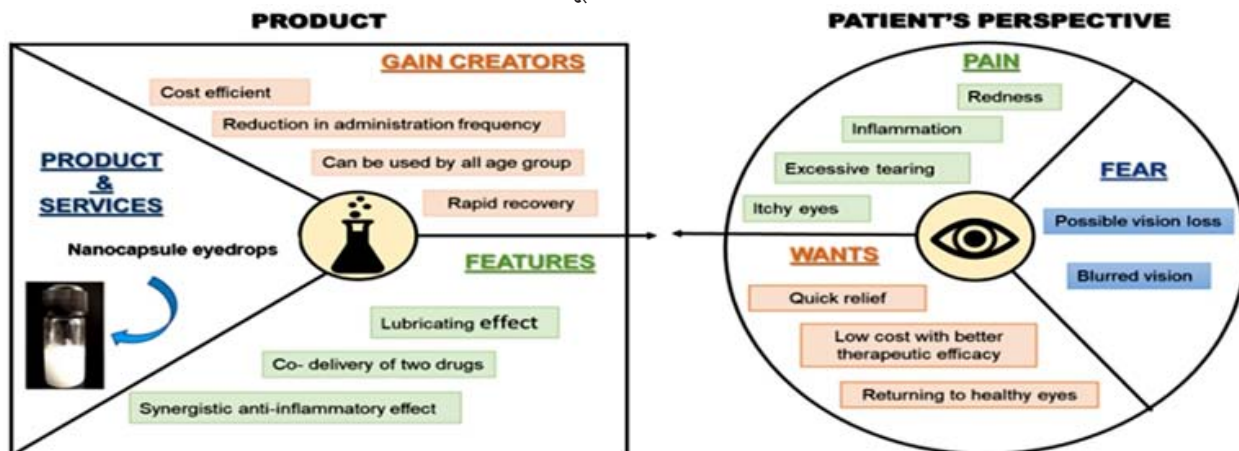 PRODUCT
GAIN CREATORS
Cost efficient
Reduction in administration frequency
Can be used by all age group
Rapid recovery
PRODUCT
&
SERVICES
Nanocapsule eyedrops
FEATURES
Lubricating effect
Co- delivery of two drugs
Synergistic anti-inflammatory effect
PATIENT'S PERSPECTIVE
PAIN
Redness
Inflammation
Excessive tearing
Itchy eyes
FEAR
Possible vision loss
Blurred vision
WANTS
Quick relief
Low cost with better
therapeutic efficacy
Returning to healthy eyes